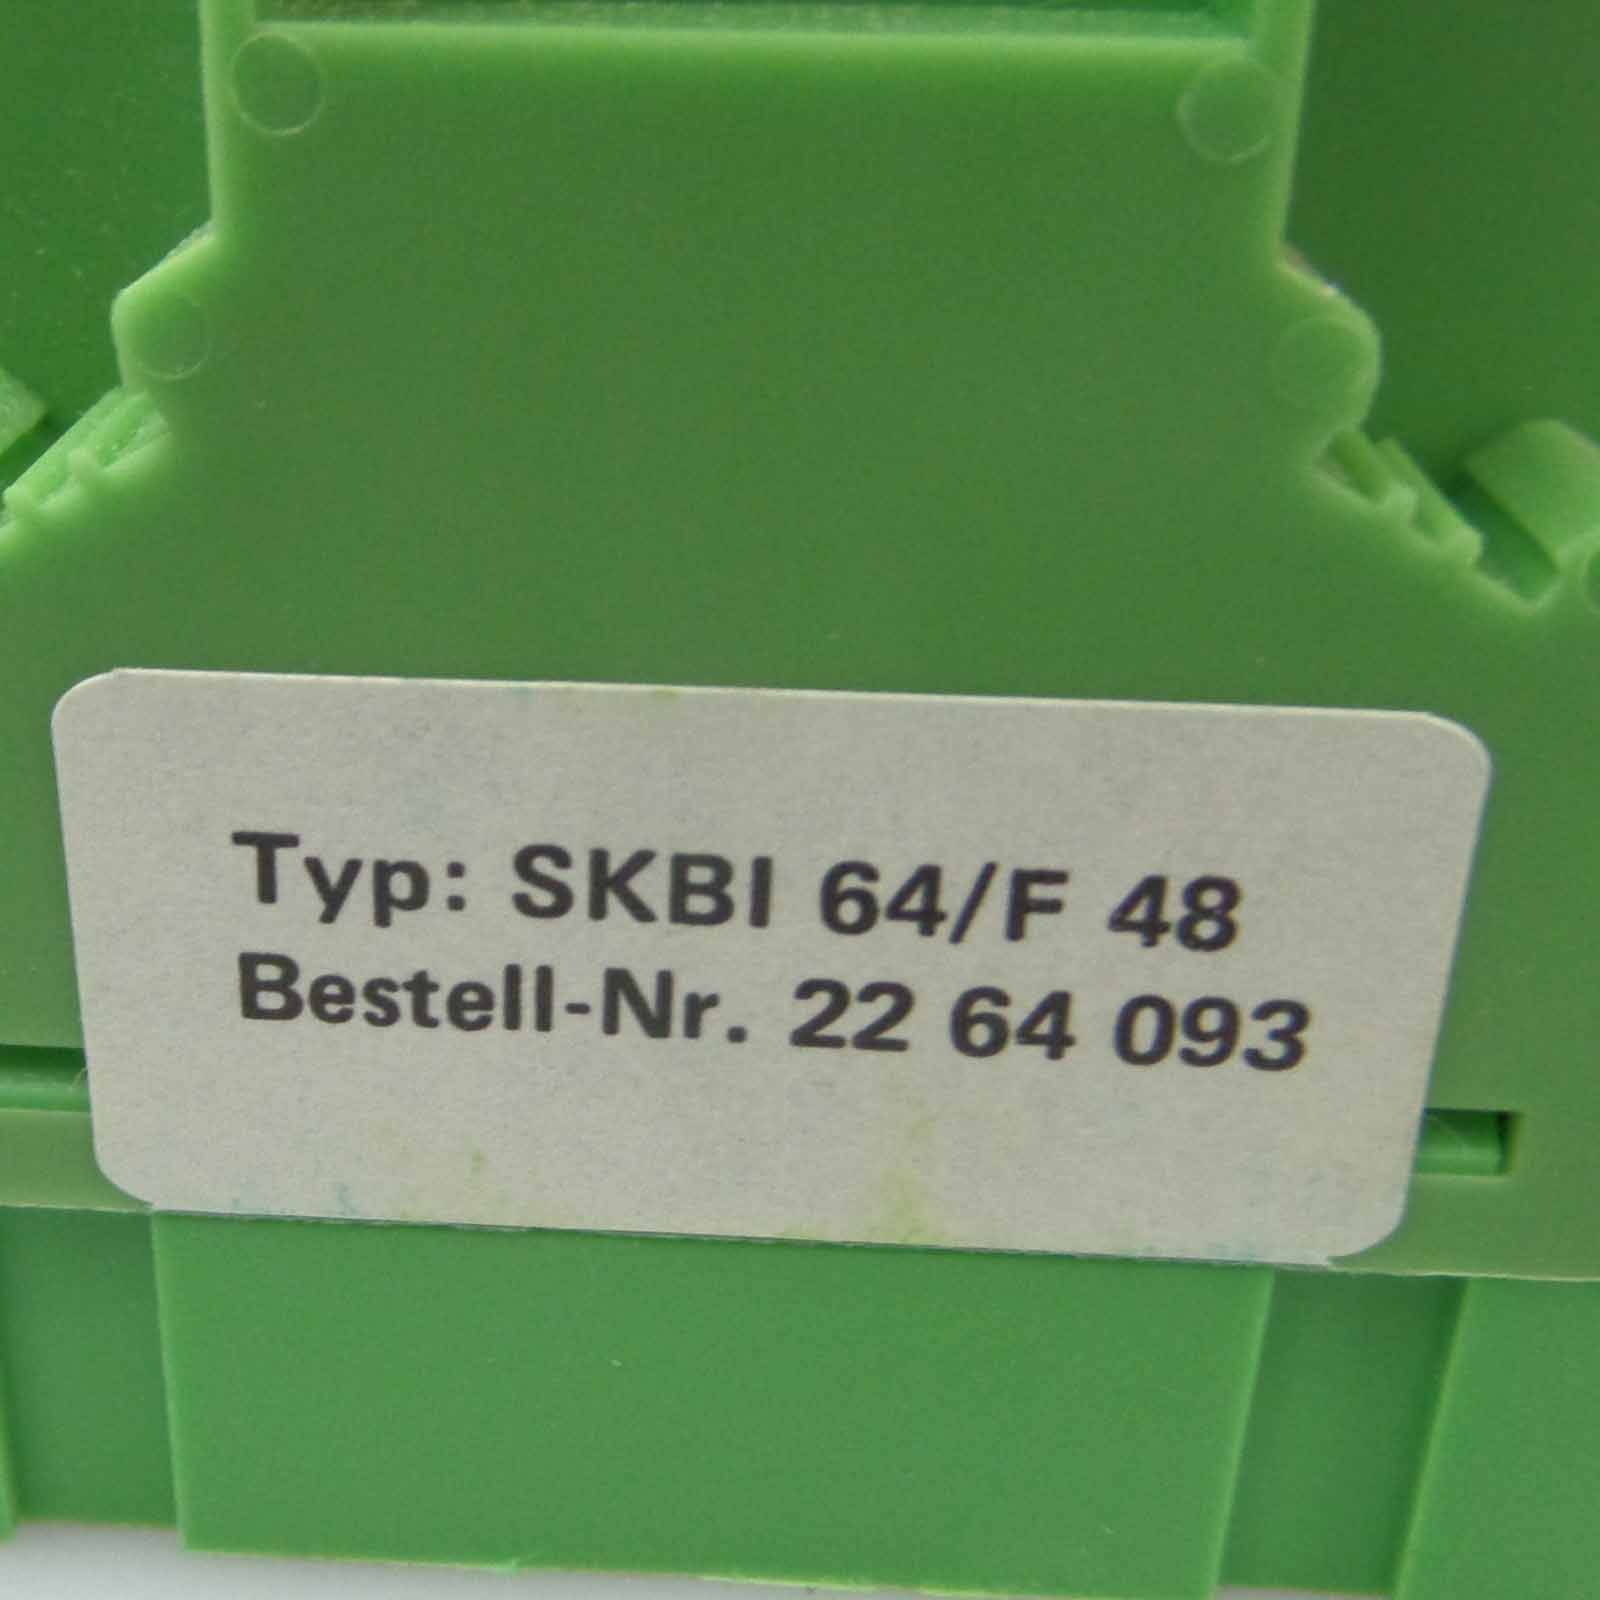 Typ: SKBI 64/F 48
Bestell-Nr. 22 64 093